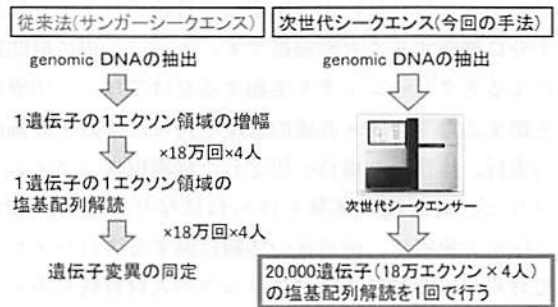 従来法(サンガーシークエンス)
genomic DNAの抽出
1遺伝子の1エクソン領域の増幅
×18万回×4人
1遺伝子の1エクソン領域の
塩基配列解読
×18万回×4人
遺伝子変異の同定
次世代シークエンス(今回の手法)
genomic DNAの抽出
次世代シークエンサー
20,000遺伝子(18万エクソン×4人)
の塩基配列解読を1回で行う